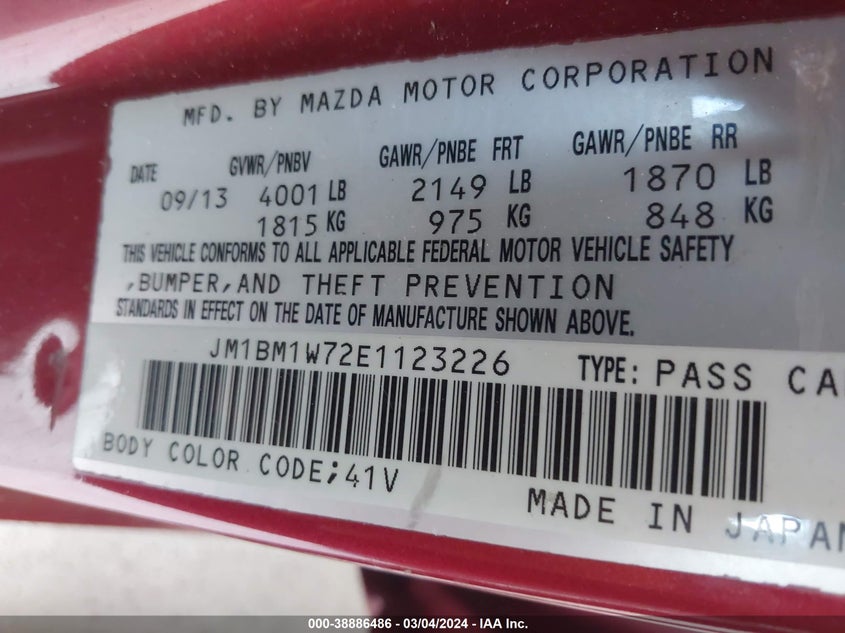 MFD. BY MAZDA MOTOR CORPORATION
DATE GVWR/PNBV GAWR/PNBE FRT GAWR/PNBE RR
09/13 4001 LB 2149 LB 1870 LB
1815 KG 975 KG 848 KG
THIS VEHICLE CONFORMS TO ALL APPLICABLE FEDERAL MOTOR VEHICLE SAFETY
,BUMPER,AND THEFT PREVENTION
STANDARDS IN EFFECT ON THE DATE OF MANUFACTURE SHOWN ABOVE.
JM1BM1W72E1123226 TYPE: PASS CA
BODY COLOR CODE;41V
MADE IN JAPAN
000-38886486 - 03/04/2024 - IAA Inc.